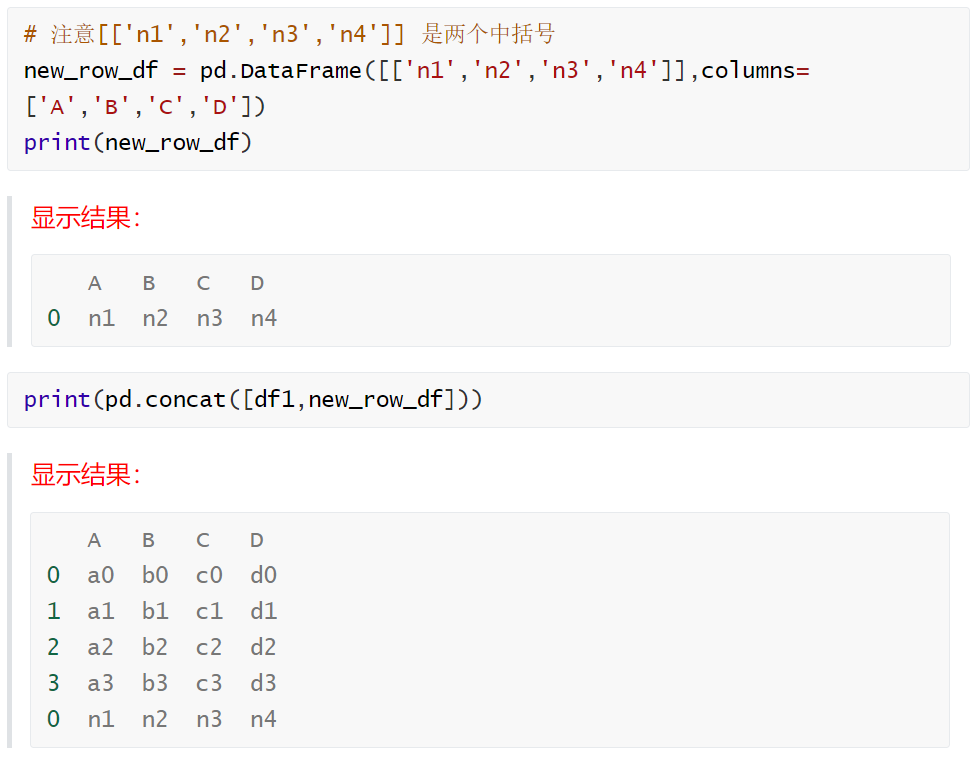 # 注意[['n1','n2','n3','n4']] 是两个中括号
new_row_df = pd.DataFrame([['n1','n2','n3','n4']],columns=
['A','B','C','D'])
print(new_row_df)
显示结果：
A B C D
0 n1 n2 n3 n4
print(pd.concat([df1,new_row_df]))
显示结果：
A B C D
0 a0 b0 c0 d0
1 a1 b1 c1 d1
2 a2 b2 c2 d2
3 a3 b3 c3 d3
0 n1 n2 n3 n4